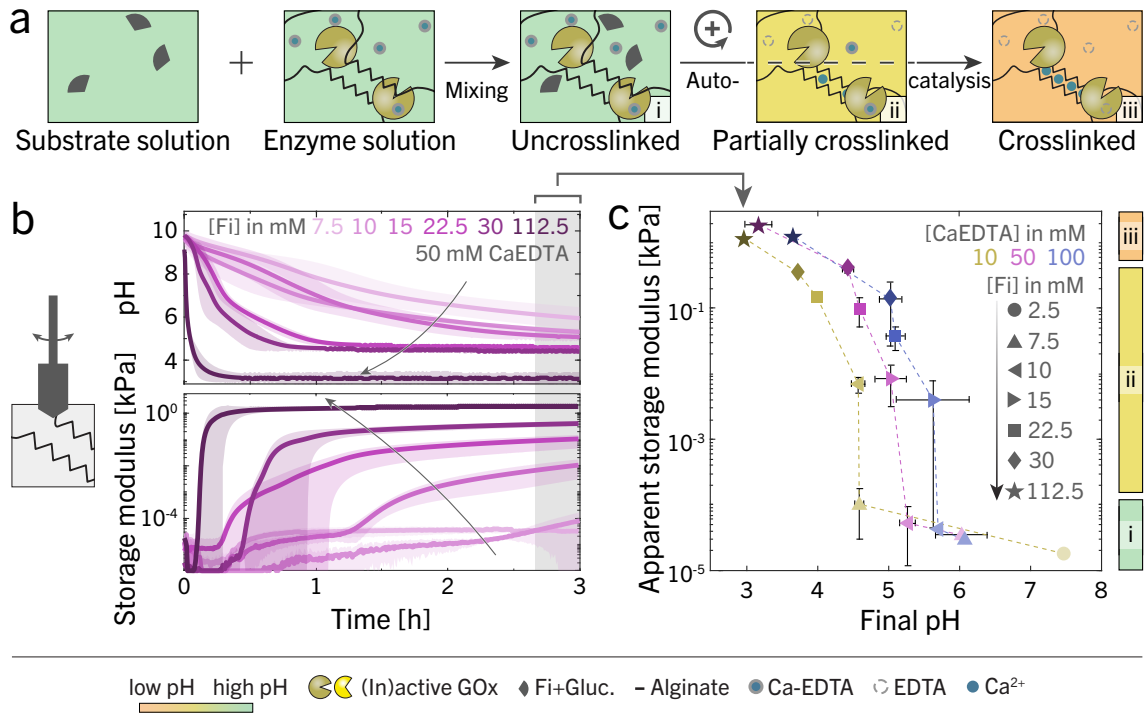 a
Substrate solution
+
Enzyme solution
Mixing
i
Uncrosslinked
Auto-
ii
Partially crosslinked
catalysis
iii
Crosslinked
b
[Fi] in mM 7.5 10 15 22.5 30 112.5
50 mM CaEDTA
pH
10
8
6
4
Storage modulus [kPa]
10⁰
10⁻⁴
0 1 2 3
Time [h]
c
Apparent storage modulus [kPa]
10⁻¹
10⁻³
10⁻⁵
[CaEDTA] in mM
10 50 100
[Fi] in mM
2.5
7.5
10
15
22.5
30
112.5
3 4 5 6 7 8
Final pH
iii
ii
i
low pH high pH
(In)active GOx
Fi+Gluc.
Alginate
Ca-EDTA
EDTA
Ca²⁺